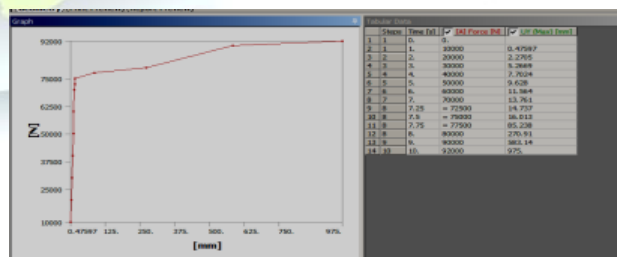 Graph
92000
75000
62500
50000
37500
25000
10000
[N]
0.47597 125. 250. 375. 500. 625. 750. 975.
[mm]
Tabular Data
Steps Time [s] [A] Force [N] UY (Max) [mm]
1 1 0. 0.
2 1 1. 10000 0.47597
3 2 2. 20000 2.2705
4 3 3. 30000
5 4 4. 40000 7.7024
6 5 5. 50000 9.628
7 6 6. 60000 11.564
8 7 7. 70000 13.761
9 8 7.25 = 72500 14.737
10 8 7.5 = 75000 16.013
11 8 7.75 = 77500 85.238
12 8 8. 80000 270.91
13 9 9. 90000 583.14
14 10 10. 92000 975.